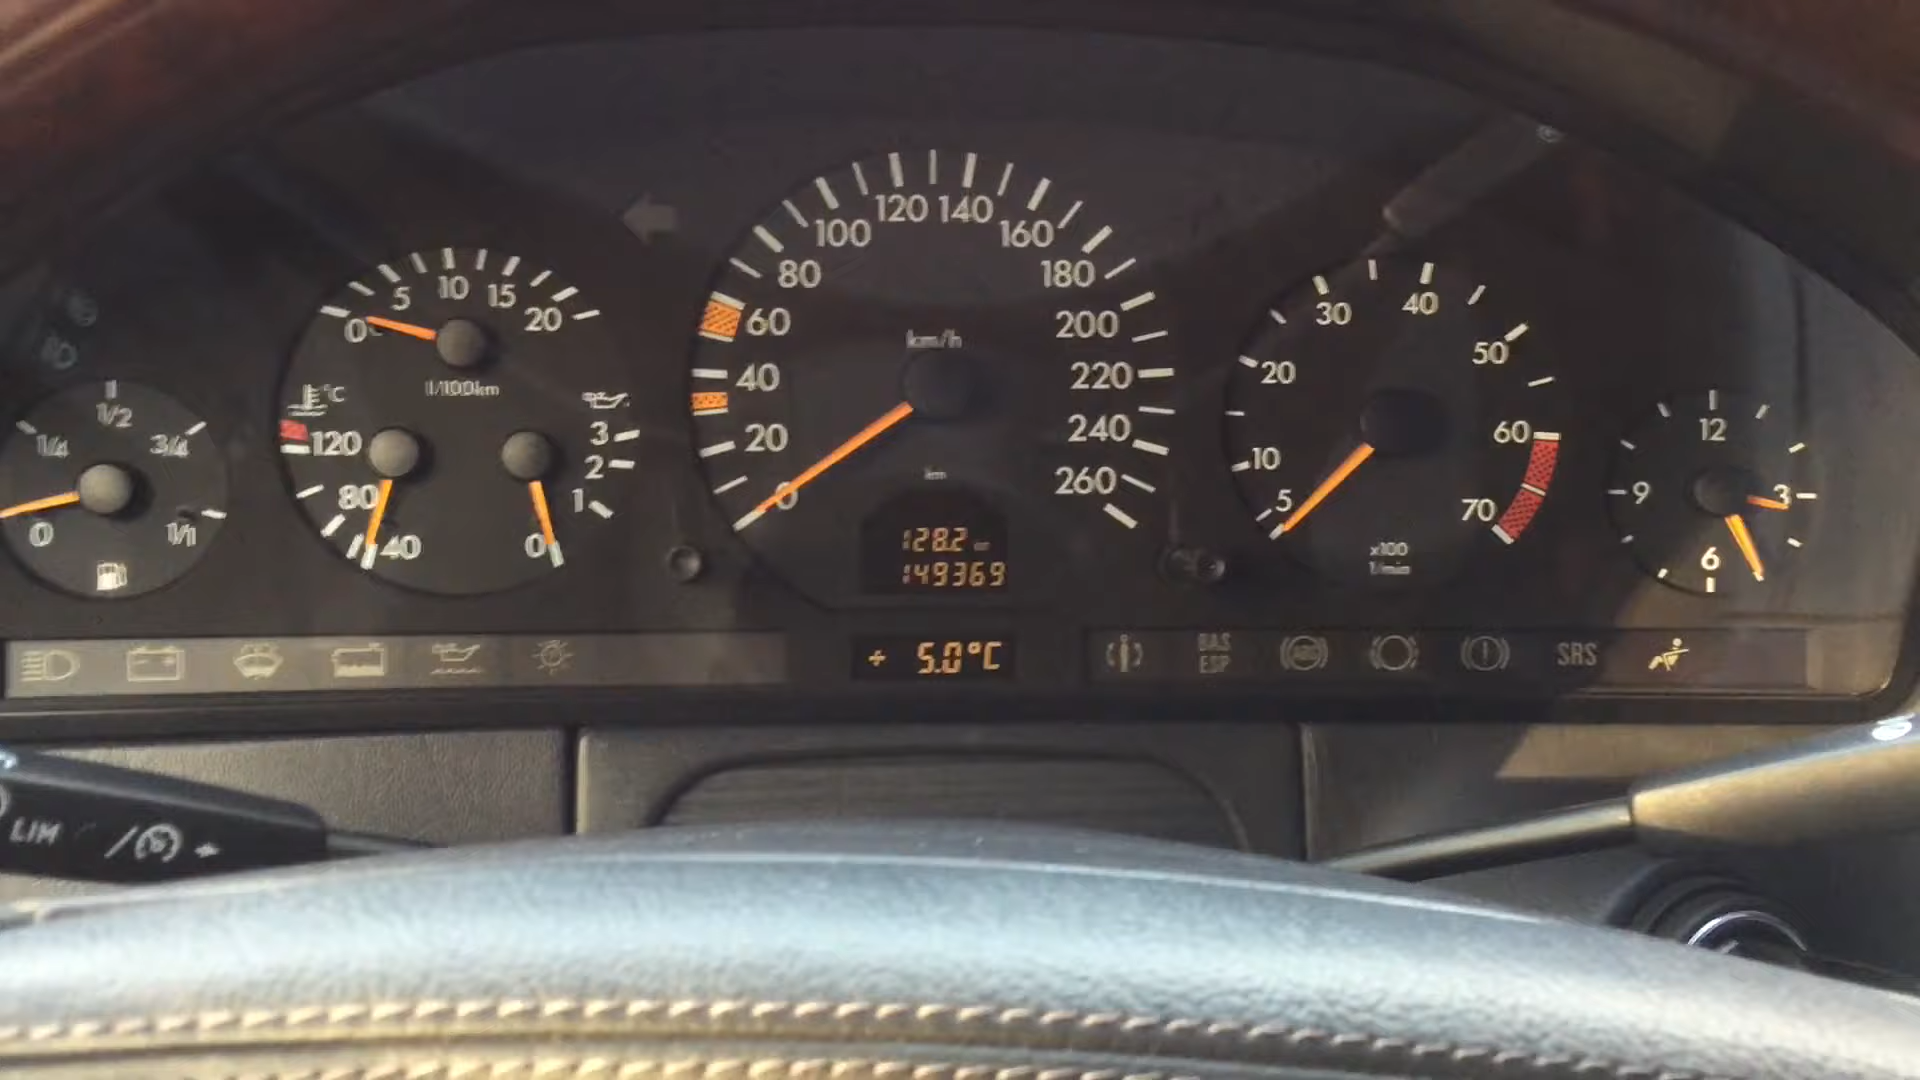 0 1/4 1/2 3/4 1/1
0 5 10 15 20
l/100km
°C
120
80
40
3
2
1
0
20 40 60 80 100 120 140 160 180 200 220 240 260
0
km/h
km
128.2
149369
+ 5.0°C
5 10 20 30 40 50 60 70
x100
1/min
12
3
6
9
BAS
ESP
ABS
SRS
LIM